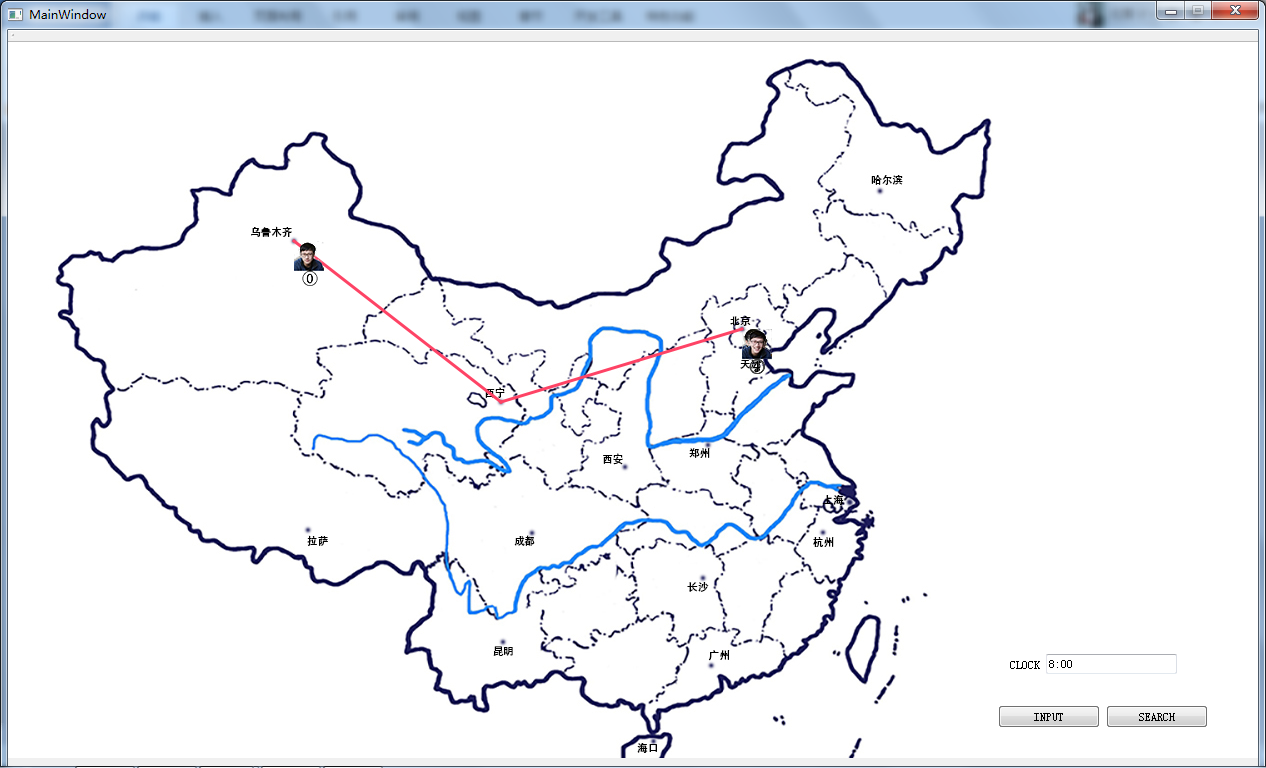 MainWindow
哈尔滨
乌鲁木齐
⓪
北京
西宁
西安
郑州
上海
拉萨
成都
杭州
长沙
昆明
广州
CLOCK 8:00
INPUT SEARCH
海口